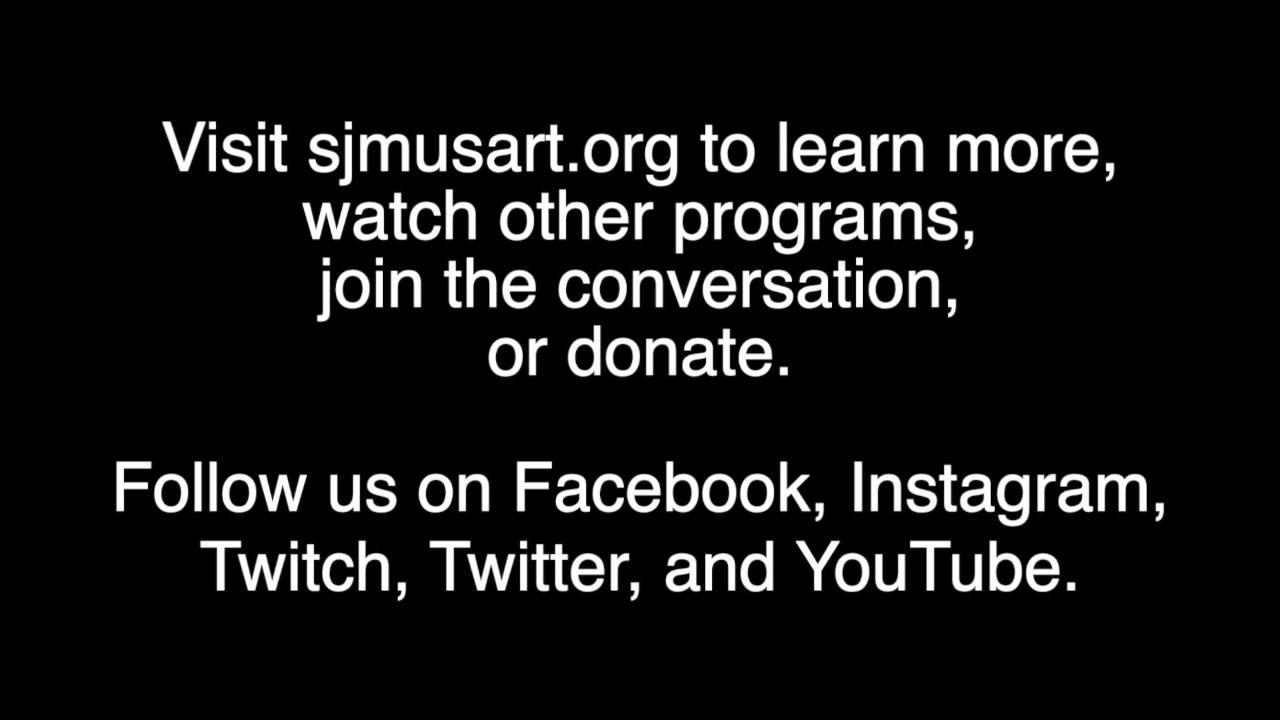 Visit sjmusart.org to learn more,
watch other programs,
join the conversation,
or donate.
Follow us on Facebook, Instagram,
Twitch, Twitter, and YouTube.